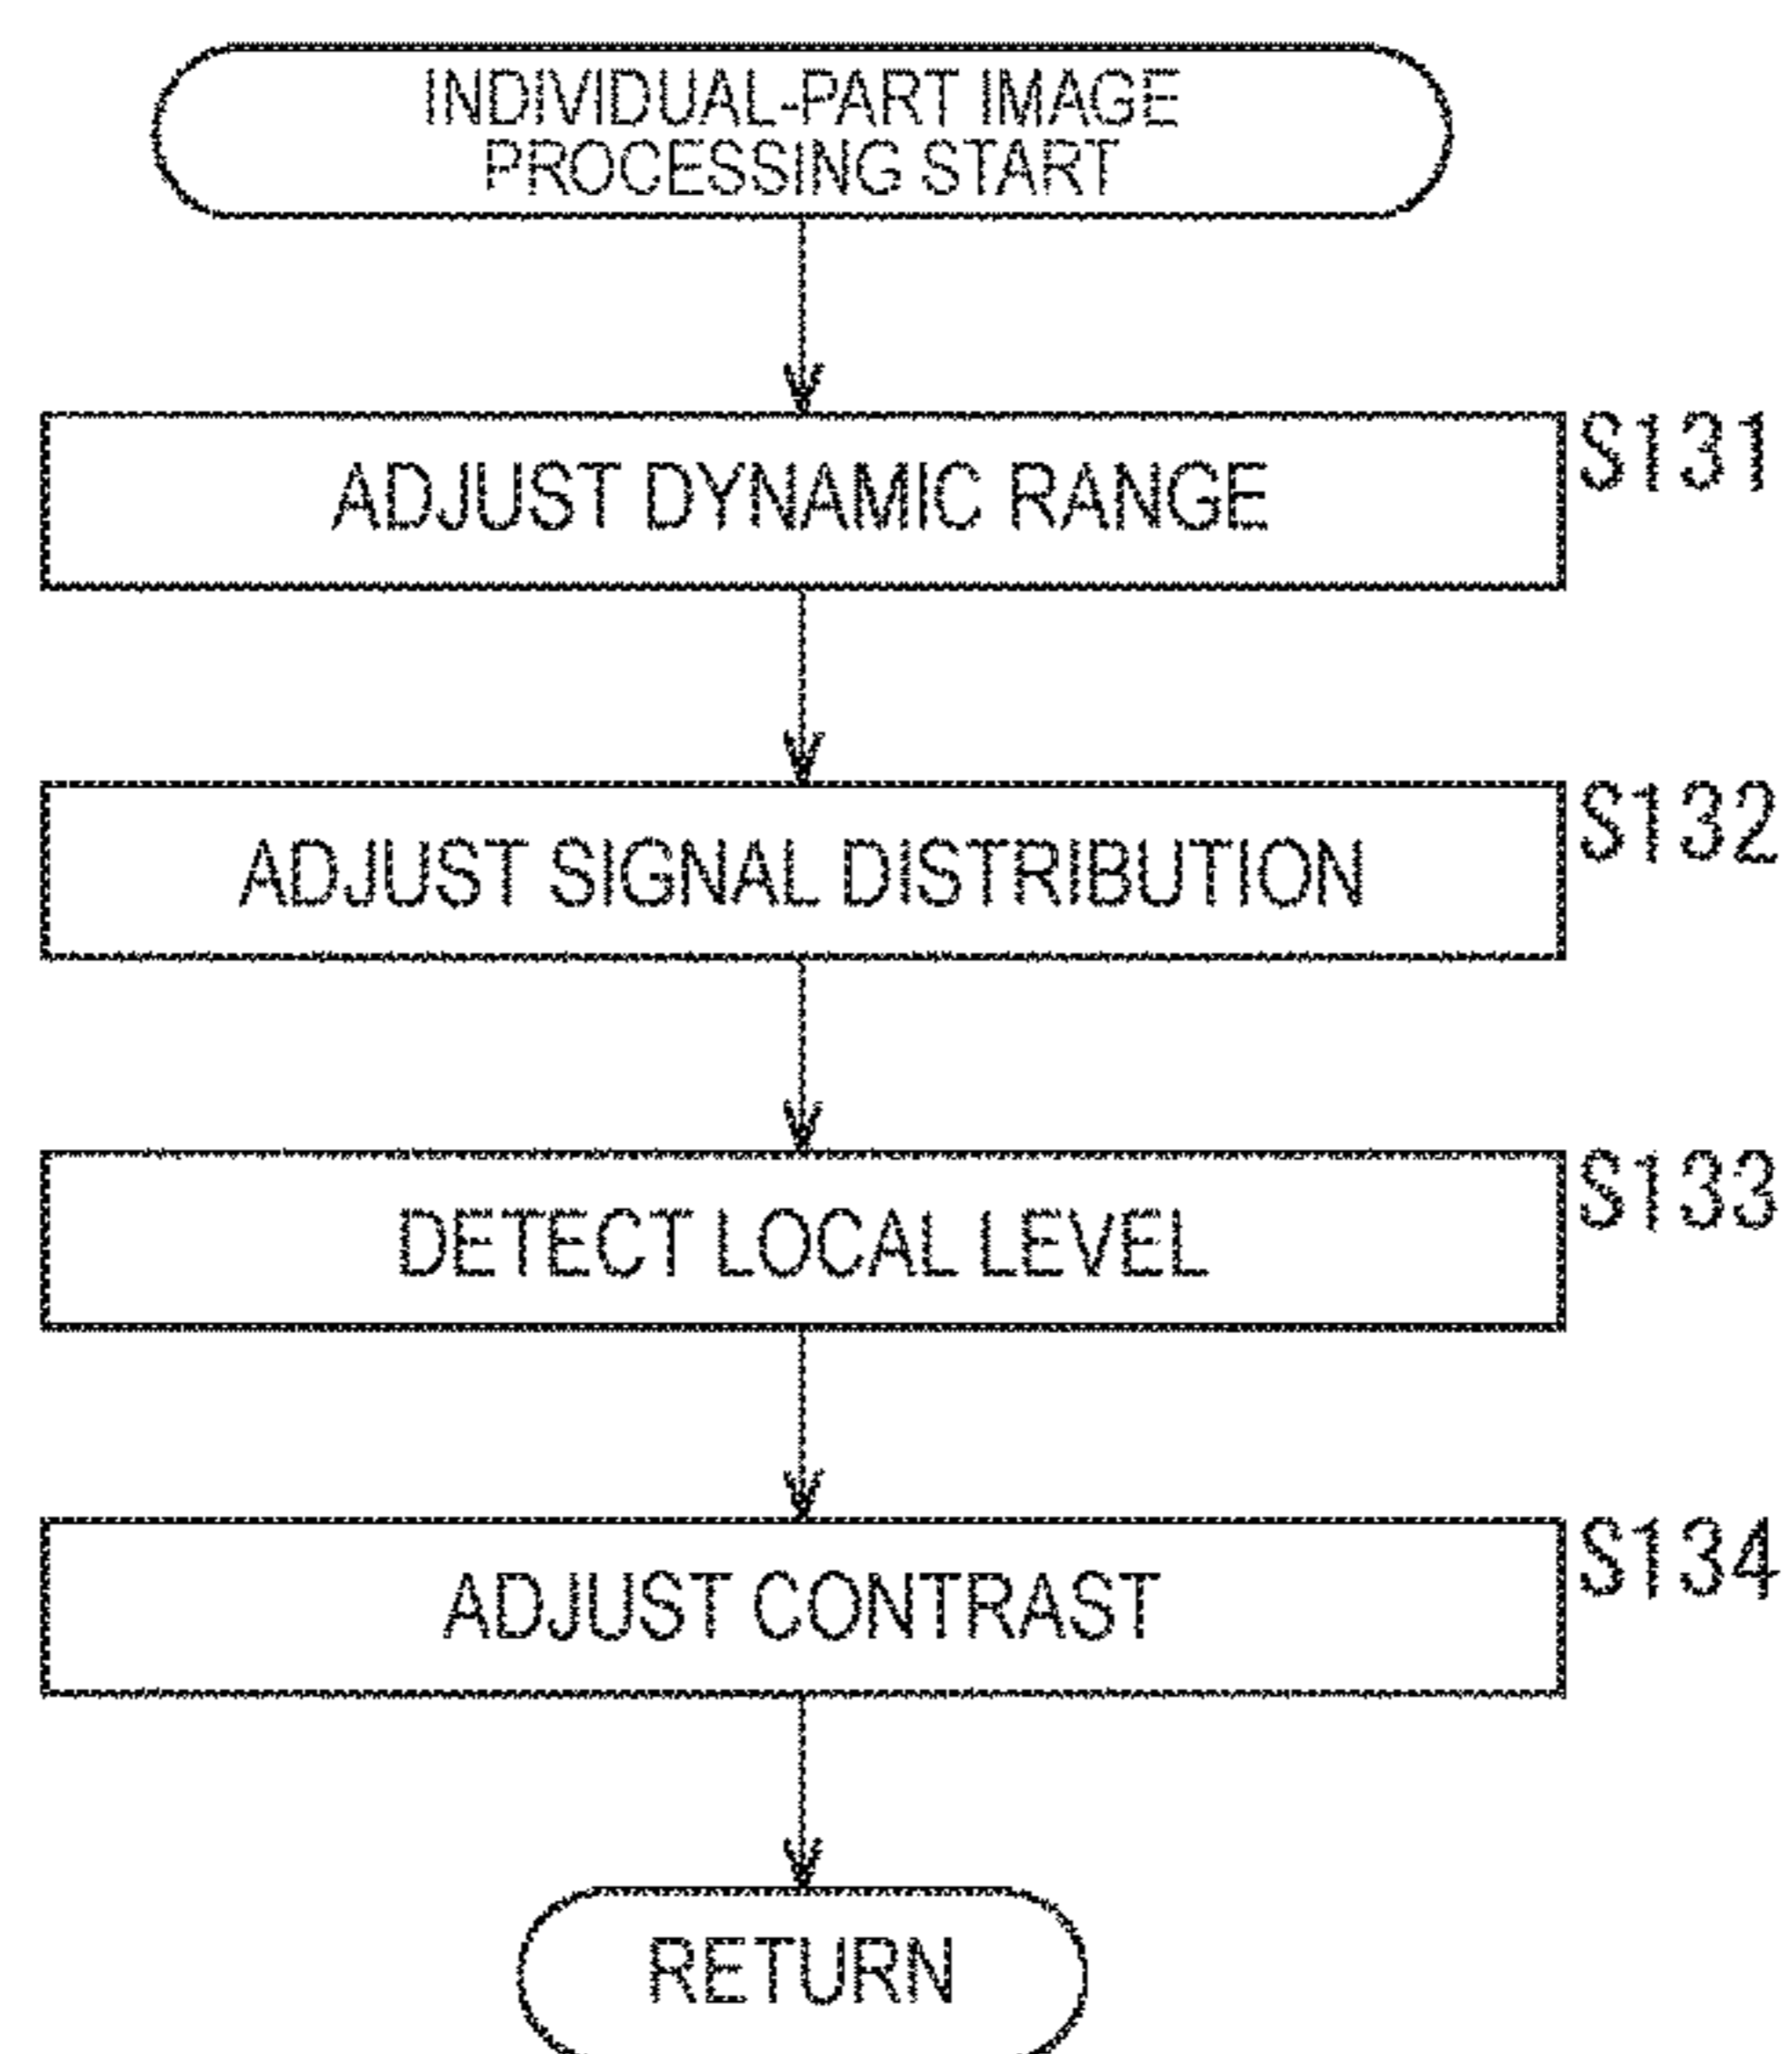 INDIVIDUAL-PART IMAGE
PROCESSING START
ADJUST DYNAMIC RANGE
S131
ADJUST SIGNAL DISTRIBUTION
S132
DETECT LOCAL LEVEL
S133
ADJUST CONTRAST
S134
RETURN